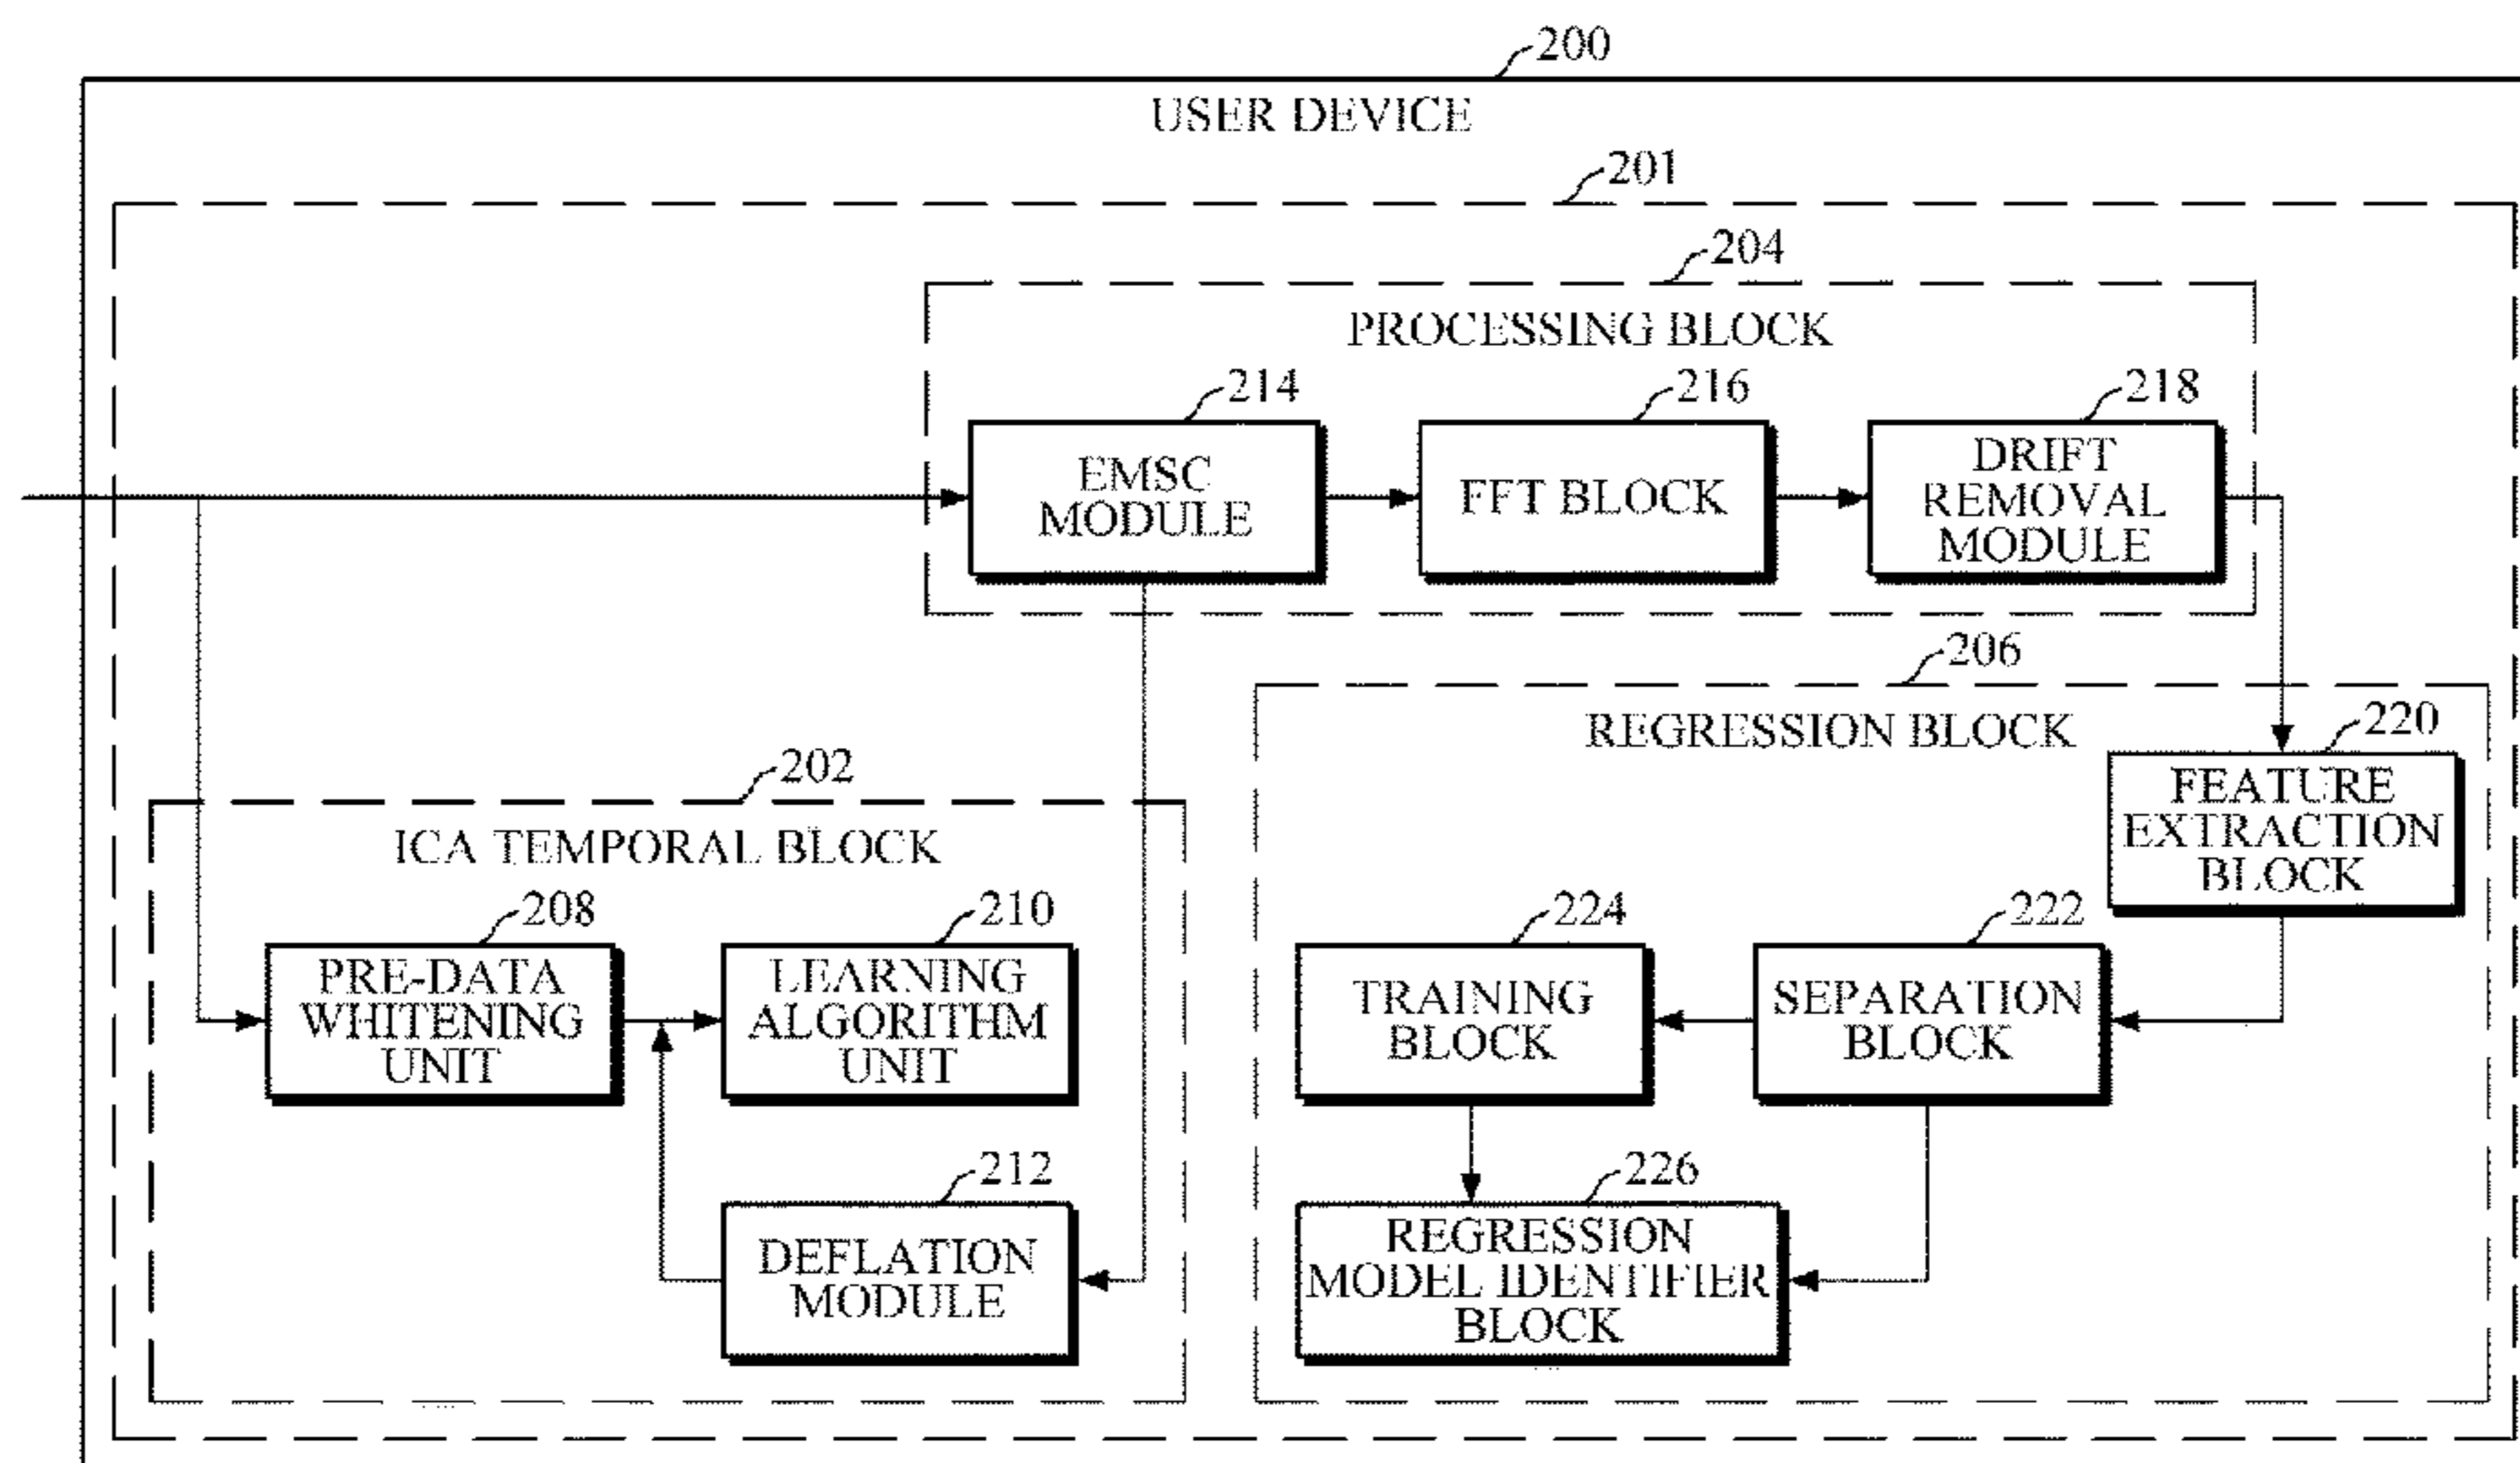 200
USER DEVICE
201
204
PROCESSING BLOCK
214
216
218
EMSC
MODULE
FFT BLOCK
DRIFT
REMOVAL
MODULE
206
REGRESSION BLOCK
220
FEATURE
EXTRACTION
BLOCK
202
ICA TEMPORAL BLOCK
208
210
PRE-DATA
WHITENING
UNIT
LEARNING
ALGORITHM
UNIT
212
DEFLATION
MODULE
224
222
TRAINING
BLOCK
SEPARATION
BLOCK
226
REGRESSION
MODEL IDENTIFIER
BLOCK